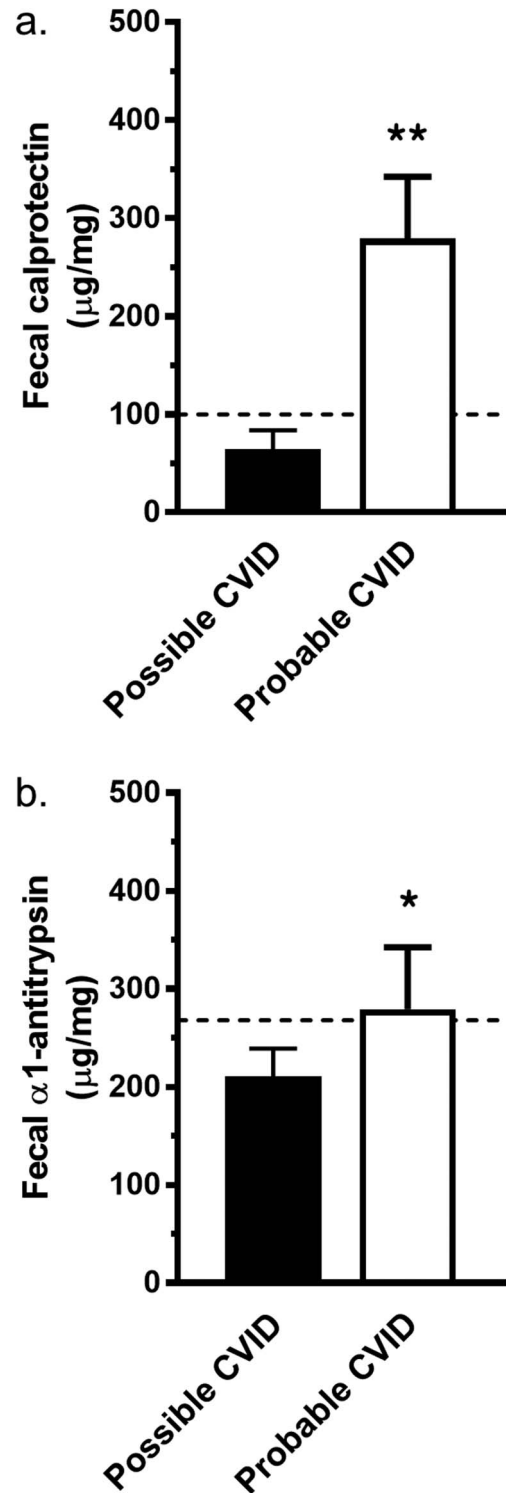 a.
Fecal calprotectin
(μg/mg)
500
400
300
200
100
0
**
Possible CVID
Probable CVID
b.
Fecal α1-antitrypsin
(μg/mg)
500
400
300
200
100
0
*
Possible CVID
Probable CVID